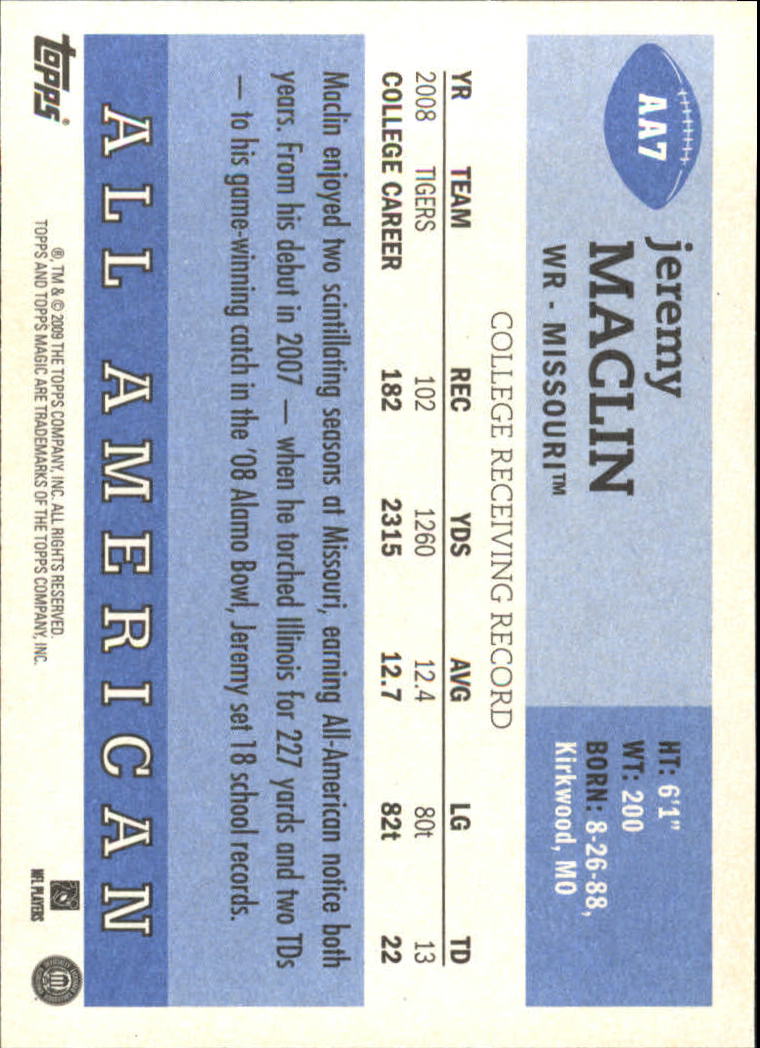 AA7
jeremy
MACLIN
WR - MISSOURI™
HT: 6'1"
WT: 200
BORN: 8-26-88,
Kirkwood, MO
COLLEGE RECEIVING RECORD
YR TEAM REC YDS AVG LG TD
2008 TIGERS 102 1260 12.4 80t 13
COLLEGE CAREER 182 2315 12.7 82t 22
Maclin enjoyed two scintillating seasons at Missouri, earning All-American notice both
years. From his debut in 2007 — when he torched Illinois for 227 yards and two TDs
— to his game-winning catch in the '08 Alamo Bowl, Jeremy set 18 school records.
ALL AMERICAN
topps®
®, TM & © 2009 THE TOPPS COMPANY, INC. ALL RIGHTS RESERVED.
TOPPS AND TOPPS MAGIC ARE TRADEMARKS OF THE TOPPS COMPANY, INC.
NFL PLAYERS